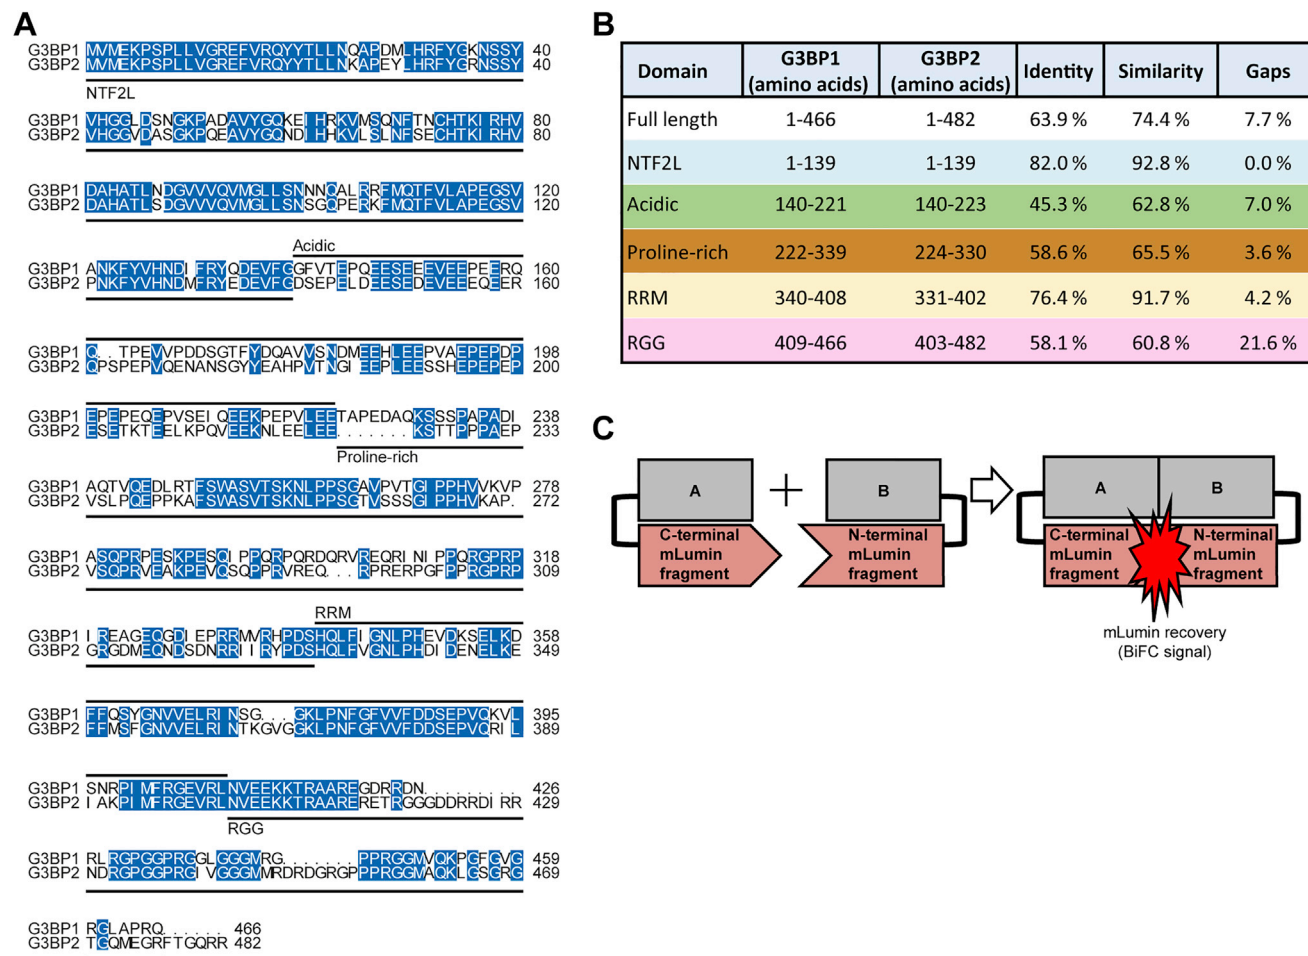 A
G3BP1 MVMEKPSPLLVGREFVRQYYTLLNQAPDMLHRFYGKNSSY 40
G3BP2 MVMEKPSPLLVGREFVRQYYTLLNKAPEYLHRFYGRNSSY 40
NTF2L
G3BP1 VHGGLDSNGKPADAVYGQKEIHRKVMSQNFTNCHTKIRHV 80
G3BP2 VHGGVDASGKPQEAVYGQNDIHHKVLSLNFSECHTKIRHV 80
G3BP1 DAHATLNDGVVVQVMGLLSNNNQALRRFMQTFVLAPEGSV 120
G3BP2 DAHATLSDGVVVQVMGLLSNSGQPERKFMQTFVLAPEGSV 120
Acidic
G3BP1 ANKFYVHNDIFRYQDEVFGGFVTEPQEESEEEVEEPEERQ 160
G3BP2 PNKFYVHNDMFRYEDEVFGDSEPELDEESEDEVEEEQEER 160
G3BP1 Q..TPEVVPDDSGTFYDQAVVSNDMEEHLEEPVAEPEPDP 198
G3BP2 QPSPEPVQENANSGYYEAHPVTNGIEEPLEESSHEPEPEP 200
G3BP1 EPEPEQEPVSEIQEEKPEPVLEETAPEDAQKSSSPAPADI 238
G3BP2 ESETKTEELKPQVEEKNLEELEE.......KSTTPPPAEP 233
Proline-rich
G3BP1 AQTVQEDLRTFSWASVTSKNLPPSGAVPVTGIPPHVVKVP 278
G3BP2 VSLPQEPPKAFSWASVTSKNLPPSGTVSSSGIPPHVKAP. 272
G3BP1 ASQPRPESKPESQIPPQRPQRDQRVREQRINIPPQRGPRP 318
G3BP2 VSQPRVEAKPEVQSQPPRVREQ...RPRERPGFPPRGPRP 309
RRM
G3BP1 IREAGEQGDIEPRRMVRHPDSHQLFIGNLPHEVDKSELKD 358
G3BP2 GRGDMEQNDSDNRRIIRYPDSHQLFVGNLPHDIDENELKE 349
G3BP1 FFQSYGNVVELRINSG...GKLPNFGFVVFDDSEPVQKVL 395
G3BP2 FFMSFGNVVELRINTKGVGGKLPNFGFVVFDDSEPVQRIL 389
G3BP1 SNRPIMFRGEVRLNVEEKKTRAAREGDRRDN......... 426
G3BP2 IAKPIMFRGEVRLNVEEKKTRAARERETRGGGDDRRDIRR 429
RGG
G3BP1 RLRGPGGPRGGLGGGMRG.......PPRGGMVQKPGFGVG 459
G3BP2 NDRGPGGPRGIVGGGMMRDRDGRGPPPRGGMAQKLGSGRG 469
G3BP1 RGLAPRQ...... 466
G3BP2 TGQMEGRFTGQRR 482
B
Domain G3BP1 (amino acids) G3BP2 (amino acids) Identity Similarity Gaps
Full length 1-466 1-482 63.9 % 74.4 % 7.7 %
NTF2L 1-139 1-139 82.0 % 92.8 % 0.0 %
Acidic 140-221 140-223 45.3 % 62.8 % 7.0 %
Proline-rich 222-339 224-330 58.6 % 65.5 % 3.6 %
RRM 340-408 331-402 76.4 % 91.7 % 4.2 %
RGG 409-466 403-482 58.1 % 60.8 % 21.6 %
C
A
B
A
B
C-terminal
mLumin
fragment
N-terminal
mLumin
fragment
C-terminal
mLumin
fragment
N-terminal
mLumin
fragment
mLumin recovery
(BiFC signal)